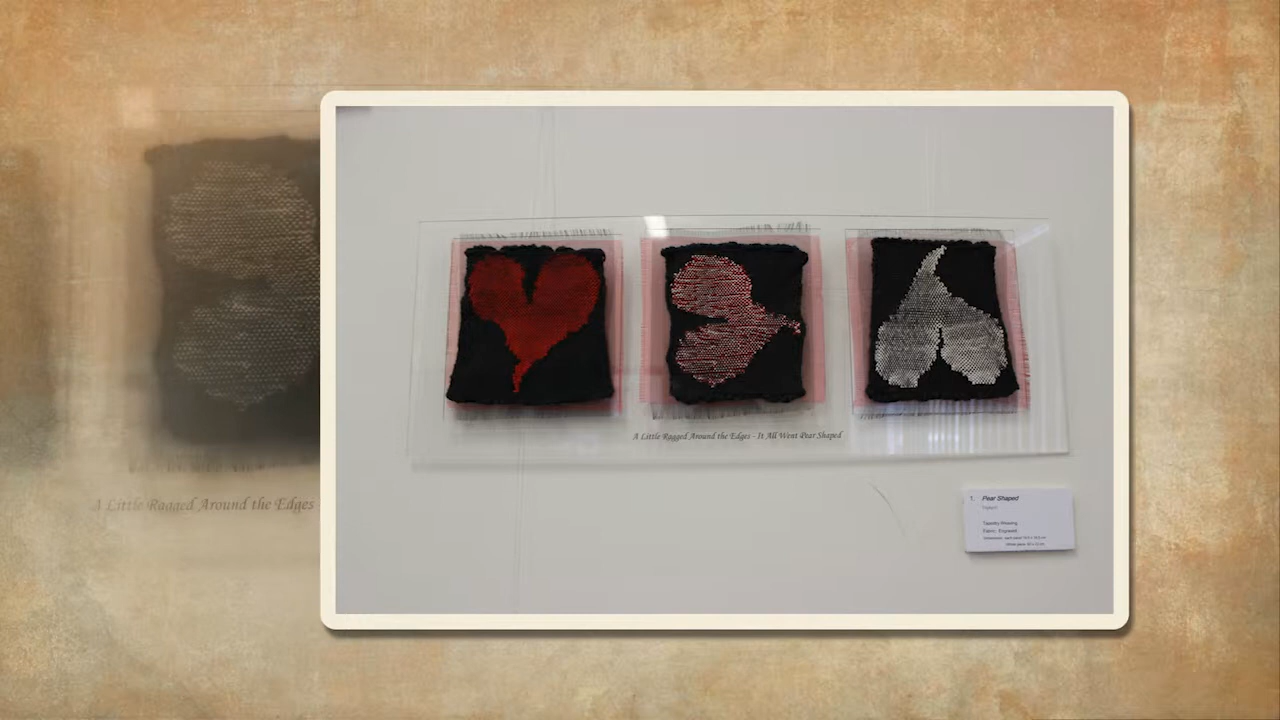 A Little Ragged Around the Edges
A Little Ragged Around the Edges - It All Went Pear Shaped
1. Pear Shaped
Tapestry Weaving